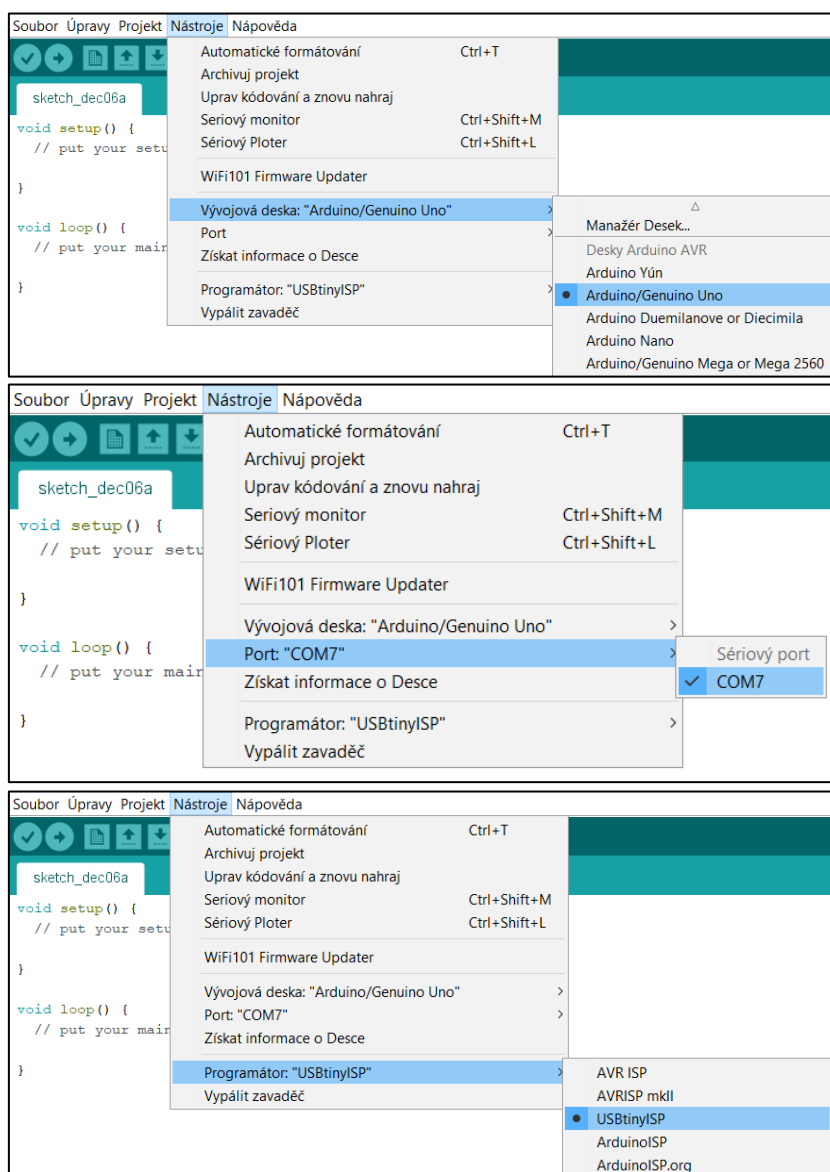 Soubor Úpravy Projekt Nástroje Nápověda
Automatické formátování Ctrl+T
Archivuj projekt
sketch_dec06a
Uprav kódování a znovu nahraj
Seriový monitor Ctrl+Shift+M
Sériový Ploter Ctrl+Shift+L
WiFi101 Firmware Updater
Vývojová deska: "Arduino/Genuino Uno"
Port
Získat informace o Desce
Programátor: "USBtinyISP"
Vypálit zavaděč
void setup() {
// put your setu
}
void loop() {
// put your main
}
Manažér Desek...
Desky Arduino AVR
Arduino Yún
Arduino/Genuino Uno
Arduino Duemilanove or Diecimila
Arduino Nano
Arduino/Genuino Mega or Mega 2560
Soubor Úpravy Projekt Nástroje Nápověda
Automatické formátování Ctrl+T
Archivuj projekt
sketch_dec06a
Uprav kódování a znovu nahraj
Seriový monitor Ctrl+Shift+M
Sériový Ploter Ctrl+Shift+L
WiFi101 Firmware Updater
Vývojová deska: "Arduino/Genuino Uno"
Port: "COM7"
Získat informace o Desce
Programátor: "USBtinyISP"
Vypálit zavaděč
void setup() {
// put your setu
}
void loop() {
// put your main
}
Sériový port
COM7
Soubor Úpravy Projekt Nástroje Nápověda
Automatické formátování Ctrl+T
Archivuj projekt
sketch_dec06a
Uprav kódování a znovu nahraj
Seriový monitor Ctrl+Shift+M
Sériový Ploter Ctrl+Shift+L
WiFi101 Firmware Updater
Vývojová deska: "Arduino/Genuino Uno"
Port: "COM7"
Získat informace o Desce
Programátor: "USBtinyISP"
Vypálit zavaděč
void setup() {
// put your setu
}
void loop() {
// put your main
}
AVR ISP
AVRISP mkII
USBtinyISP
ArduinoISP
ArduinoISP.org